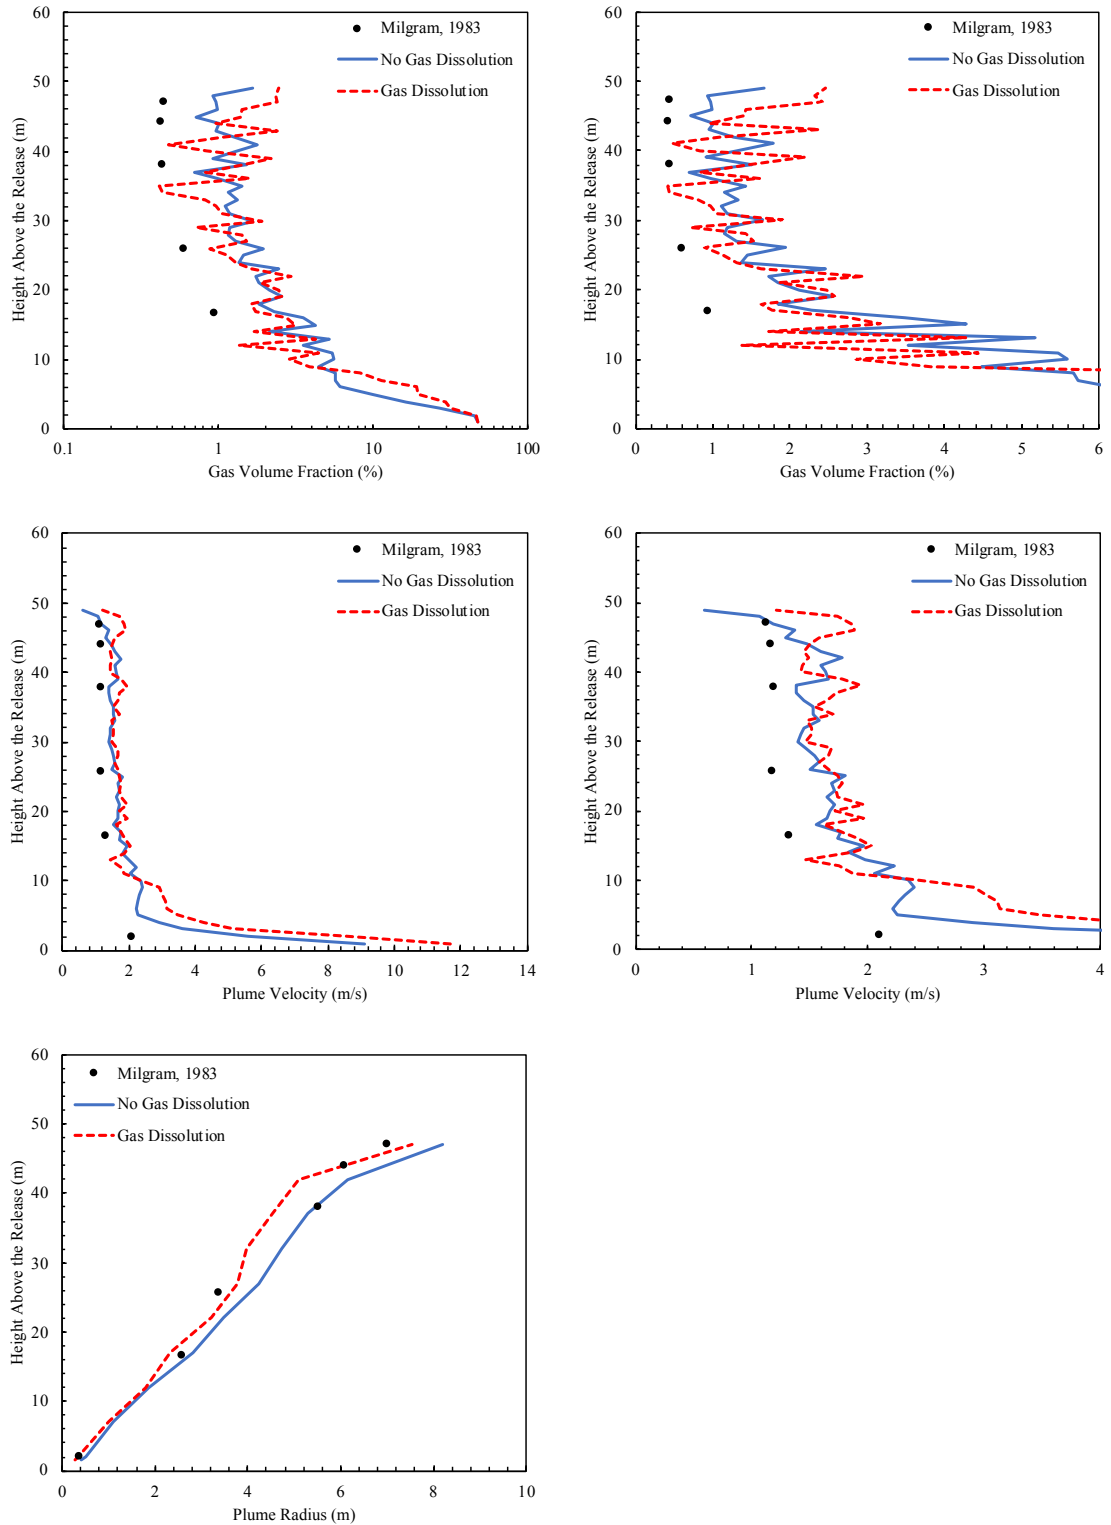 60
50
40
30
20
10
0
Height Above the Release (m)
Milgram, 1983
No Gas Dissolution
Gas Dissolution
0.1 1 10 100
Gas Volume Fraction (%)
60
50
40
30
20
10
0
Height Above the Release (m)
Milgram, 1983
No Gas Dissolution
Gas Dissolution
0 1 2 3 4 5 6
Gas Volume Fraction (%)
60
50
40
30
20
10
0
Height Above the Release (m)
Milgram, 1983
No Gas Dissolution
Gas Dissolution
0 2 4 6 8 10 12 14
Plume Velocity (m/s)
60
50
40
30
20
10
0
Height Above the Release (m)
Milgram, 1983
No Gas Dissolution
Gas Dissolution
0 1 2 3 4
Plume Velocity (m/s)
60
50
40
30
20
10
0
Height Above the Release (m)
Milgram, 1983
No Gas Dissolution
Gas Dissolution
0 2 4 6 8 10
Plume Radius (m)